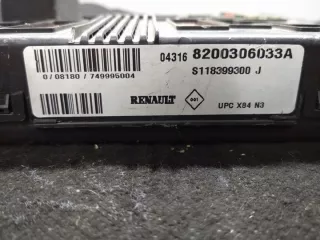 04316 8200306033A
S118399300 J
0 / 08180 / 749995004
RENAULT
UPC X84 N3